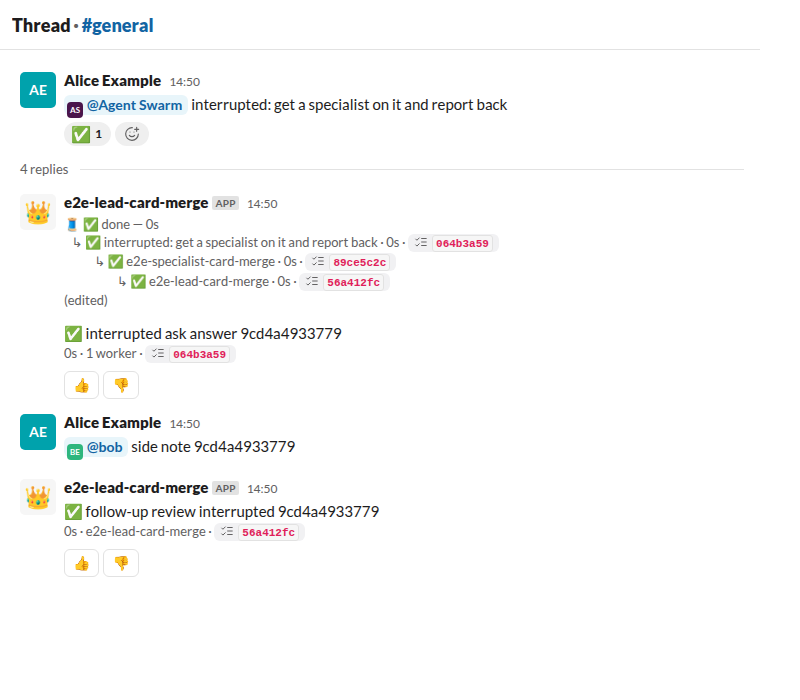 Thread • #general
AE
Alice Example 14:50
AS @Agent Swarm interrupted: get a specialist on it and report back
✅ 1
4 replies
e2e-lead-card-merge APP 14:50
🧵 ✅ done — 0s
↳ ✅ interrupted: get a specialist on it and report back · 0s · 064b3a59
↳ ✅ e2e-specialist-card-merge · 0s · 89ce5c2c
↳ ✅ e2e-lead-card-merge · 0s · 56a412fc
(edited)
✅ interrupted ask answer 9cd4a4933779
0s · 1 worker · 064b3a59
👍 👎
AE
Alice Example 14:50
BE @bob side note 9cd4a4933779
e2e-lead-card-merge APP 14:50
✅ follow-up review interrupted 9cd4a4933779
0s · e2e-lead-card-merge · 56a412fc
👍 👎